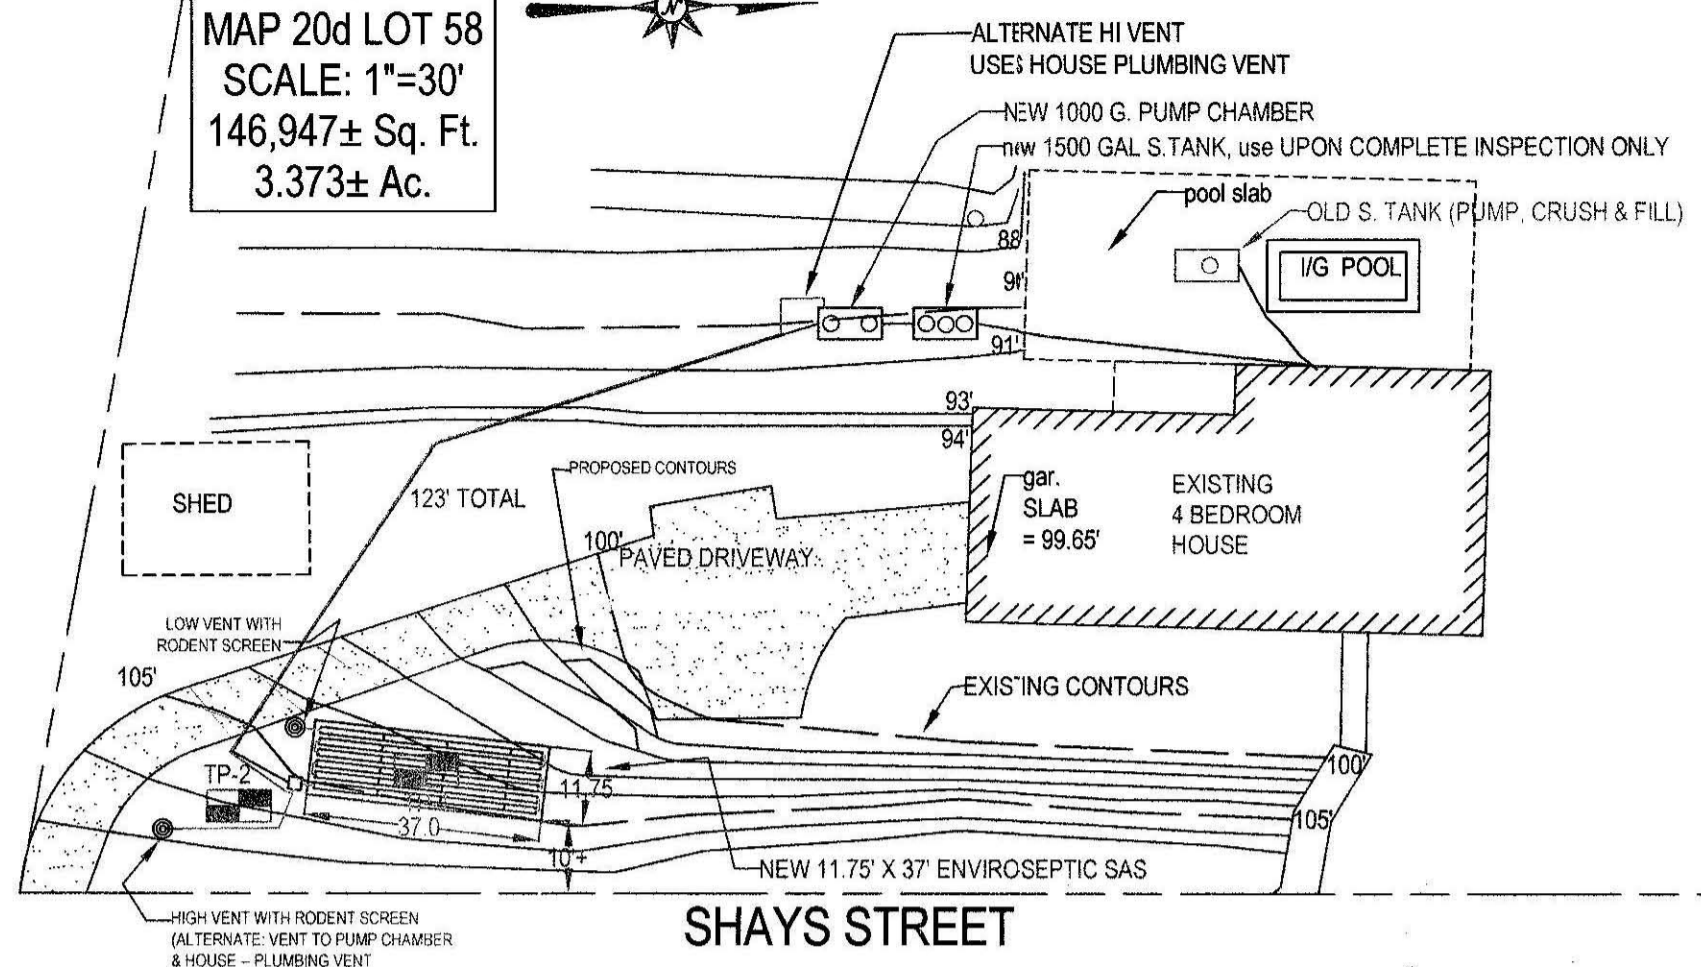 MAP 20d LOT 58
SCALE: 1"=30'
146,947± Sq. Ft.
3.373± Ac.
N
ALTERNATE HI VENT
USES HOUSE PLUMBING VENT
NEW 1000 G. PUMP CHAMBER
new 1500 GAL S.TANK, use UPON COMPLETE INSPECTION ONLY
pool slab
OLD S. TANK (PUMP, CRUSH & FILL)
I/G POOL
88'
90'
91'
93'
94'
SHED
123' TOTAL
PROPOSED CONTOURS
100'
PAVED DRIVEWAY
gar.
SLAB
= 99.65'
EXISTING
4 BEDROOM
HOUSE
LOW VENT WITH
RODENT SCREEN
105'
EXISTING CONTOURS
TP-2
11.75
37.0
10'+
100'
105'
NEW 11.75' X 37' ENVIROSEPTIC SAS
SHAYS STREET
HIGH VENT WITH RODENT SCREEN
(ALTERNATE: VENT TO PUMP CHAMBER
& HOUSE – PLUMBING VENT